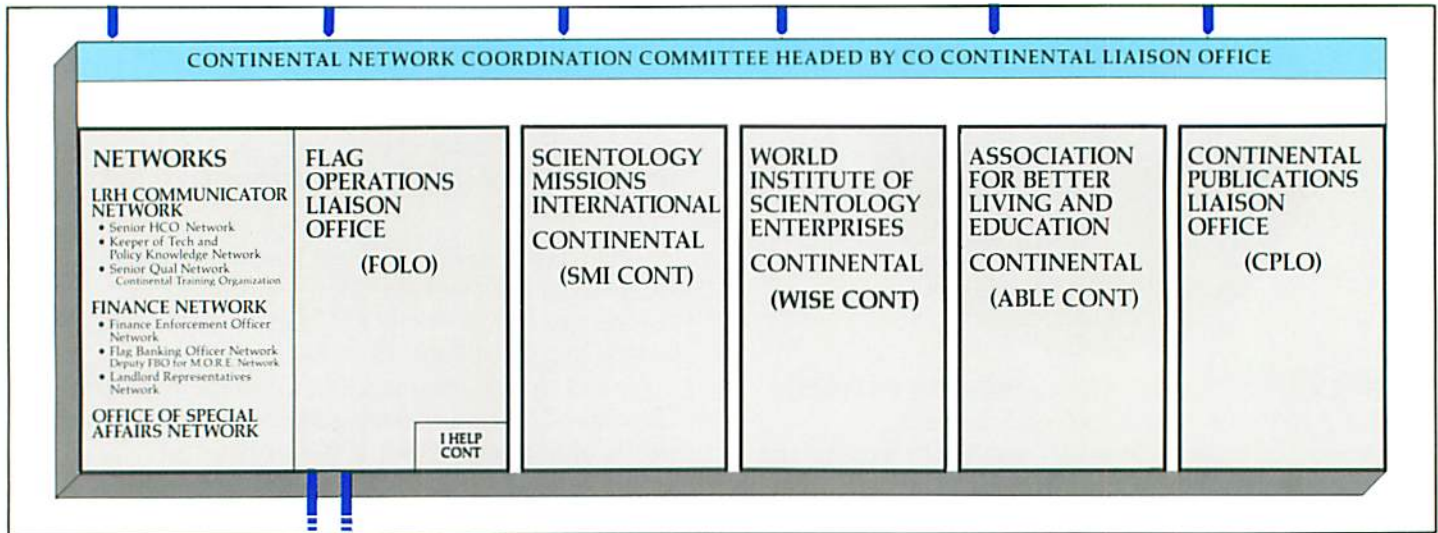 CONTINENTAL NETWORK COORDINATION COMMITTEE HEADED BY CO CONTINENTAL LIAISON OFFICE
NETWORKS
LRH COMMUNICATOR
NETWORK
• Senior HCO Network
• Keeper of Tech and
Policy Knowledge Network
• Senior Qual Network
Continental Training Organization
FINANCE NETWORK
• Finance Enforcement Officer
Network
• Flag Banking Officer Network
Deputy FBO for M.O.R.E. Network
• Landlord Representatives
Network
OFFICE OF SPECIAL
AFFAIRS NETWORK
FLAG
OPERATIONS
LIAISON
OFFICE
(FOLO)
I HELP
CONT
SCIENTOLOGY
MISSIONS
INTERNATIONAL
CONTINENTAL
(SMI CONT)
WORLD
INSTITUTE OF
SCIENTOLOGY
ENTERPRISES
CONTINENTAL
(WISE CONT)
ASSOCIATION
FOR BETTER
LIVING AND
EDUCATION
CONTINENTAL
(ABLE CONT)
CONTINENTAL
PUBLICATIONS
LIAISON
OFFICE
(CPLO)